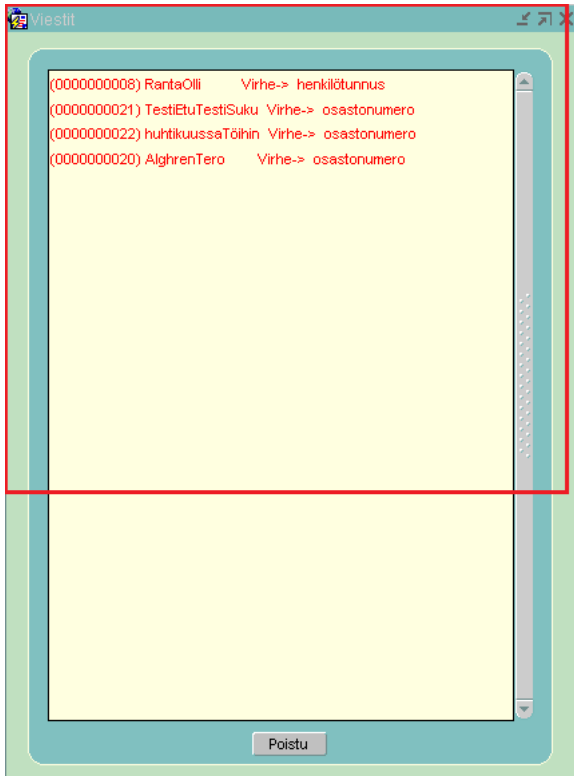 Viestit
(0000000008) RantaOlli Virhe-> henkilötunnus
(0000000021) TestiEtuTestiSuku Virhe-> osastonumero
(0000000022) huhtikuussaTöihin Virhe-> osastonumero
(0000000020) AlghrenTero Virhe-> osastonumero
Poistu